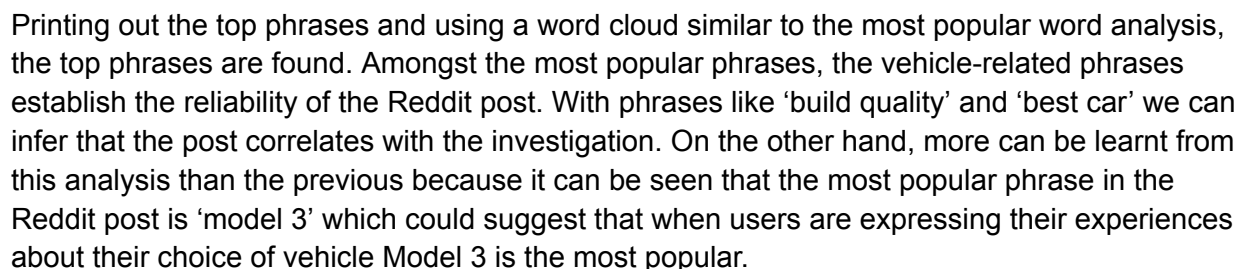 Printing out the top phrases and using a word cloud similar to the most popular word analysis,
the top phrases are found. Amongst the most popular phrases, the vehicle-related phrases
establish the reliability of the Reddit post. With phrases like ‘build quality’ and ‘best car’ we can
infer that the post correlates with the investigation. On the other hand, more can be learnt from
this analysis than the previous because it can be seen that the most popular phrase in the
Reddit post is ‘model 3’ which could suggest that when users are expressing their experiences
about their choice of vehicle Model 3 is the most popular.